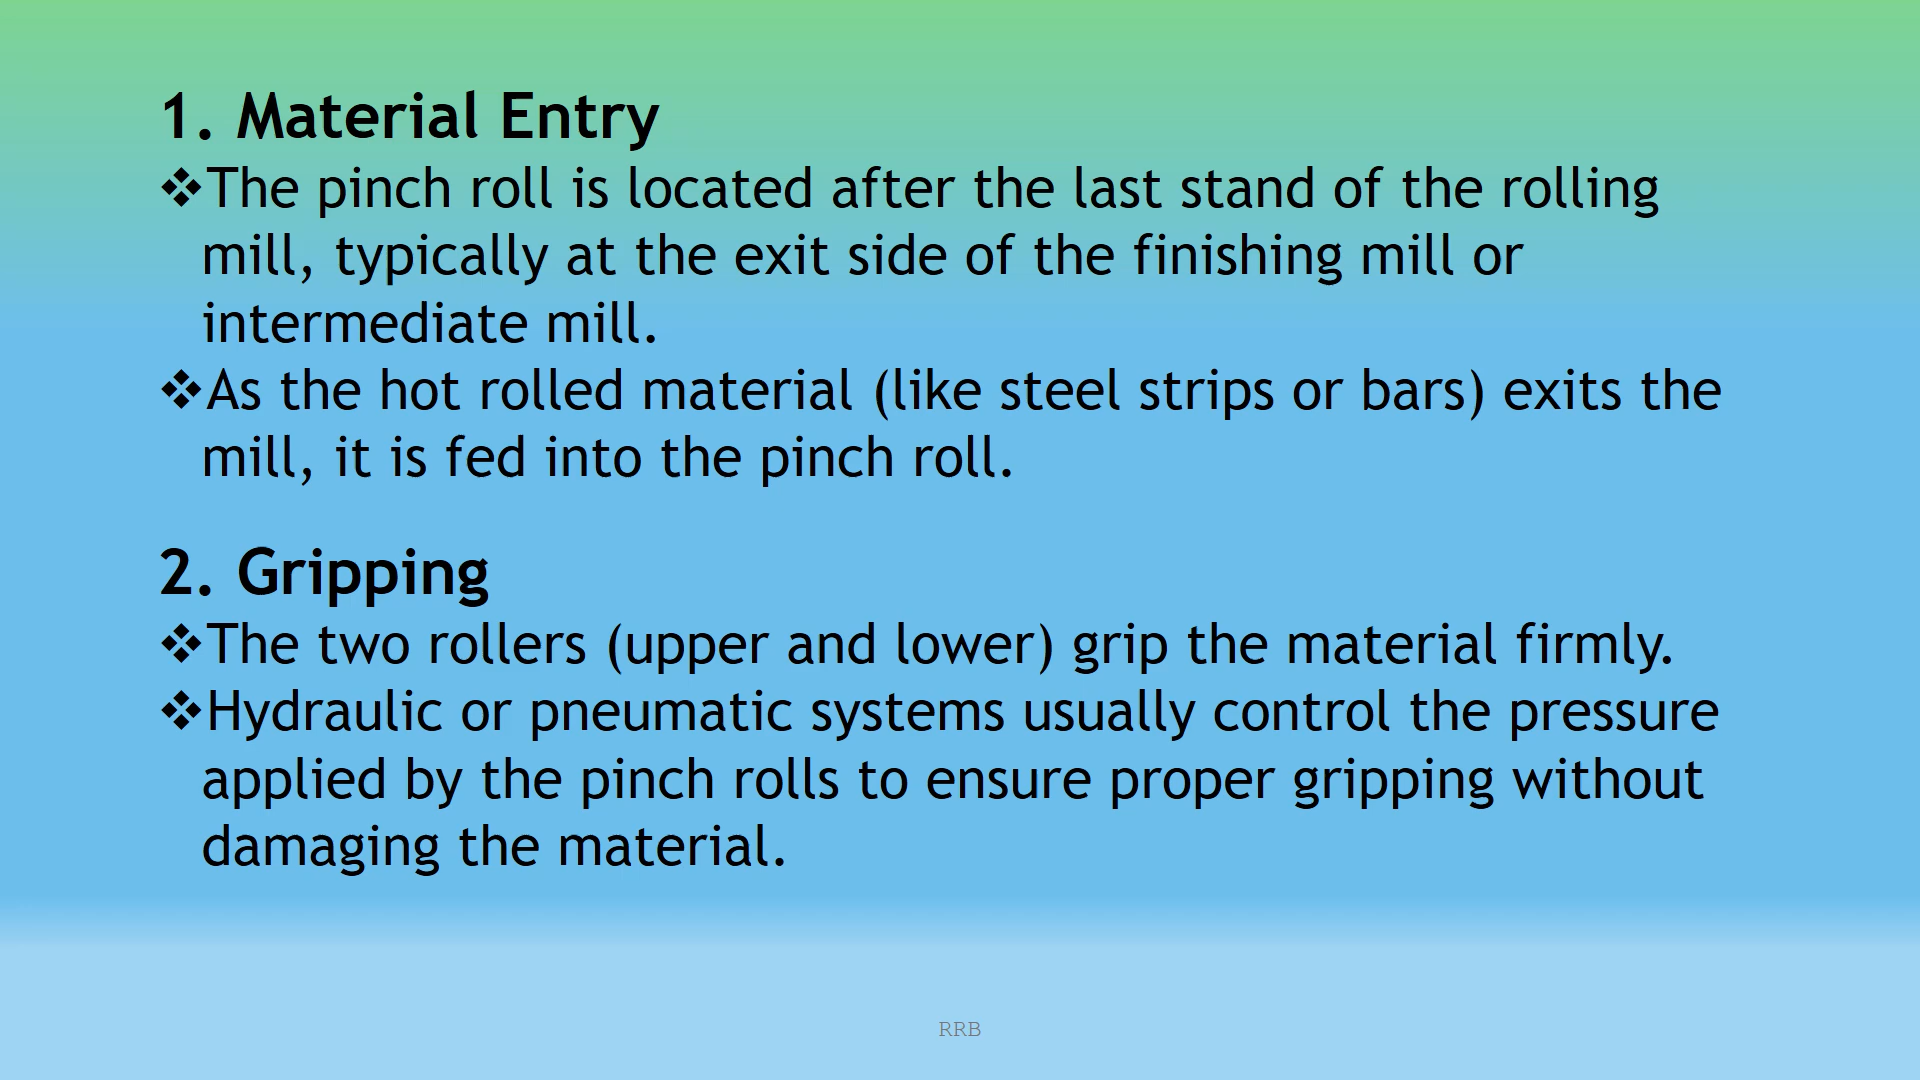 1. Material Entry
❖The pinch roll is located after the last stand of the rolling
mill, typically at the exit side of the finishing mill or
intermediate mill.
❖As the hot rolled material (like steel strips or bars) exits the
mill, it is fed into the pinch roll.
2. Gripping
❖The two rollers (upper and lower) grip the material firmly.
❖Hydraulic or pneumatic systems usually control the pressure
applied by the pinch rolls to ensure proper gripping without
damaging the material.
RRB